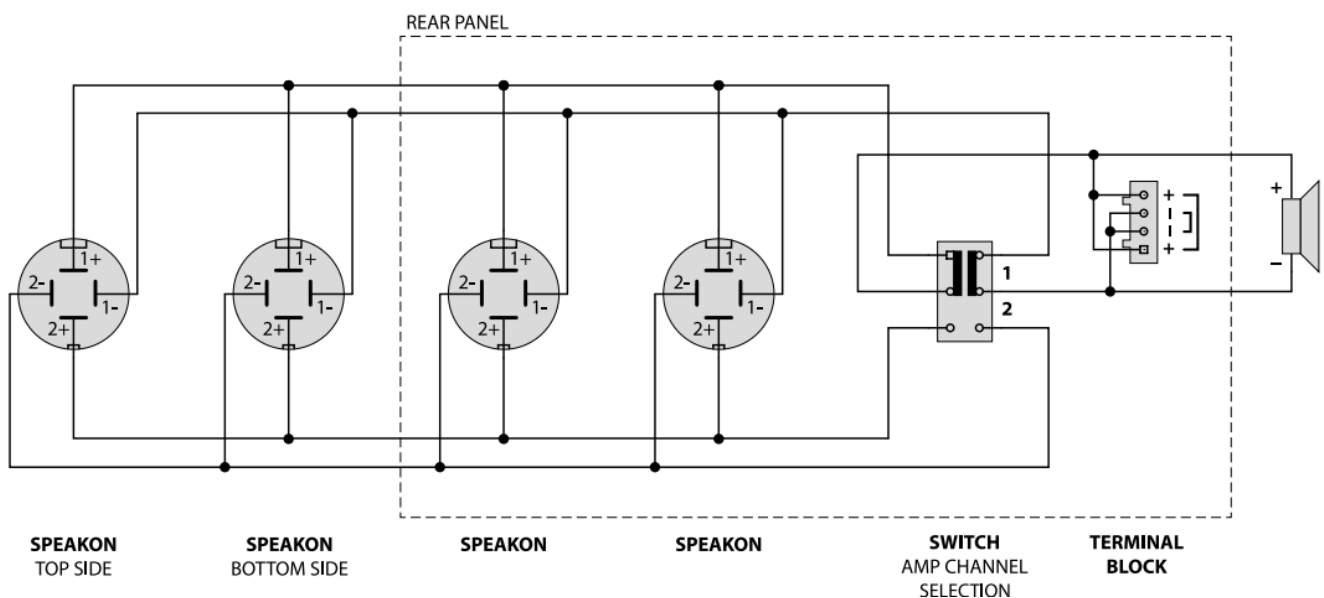 REAR PANEL
1+
2-
1-
2+
1+
2-
1-
2+
1+
2-
1-
2+
1+
2-
1-
2+
1
2
+
-
-
+
+
–
SPEAKON
TOP SIDE
SPEAKON
BOTTOM SIDE
SPEAKON
SPEAKON
SWITCH
AMP CHANNEL
SELECTION
TERMINAL
BLOCK